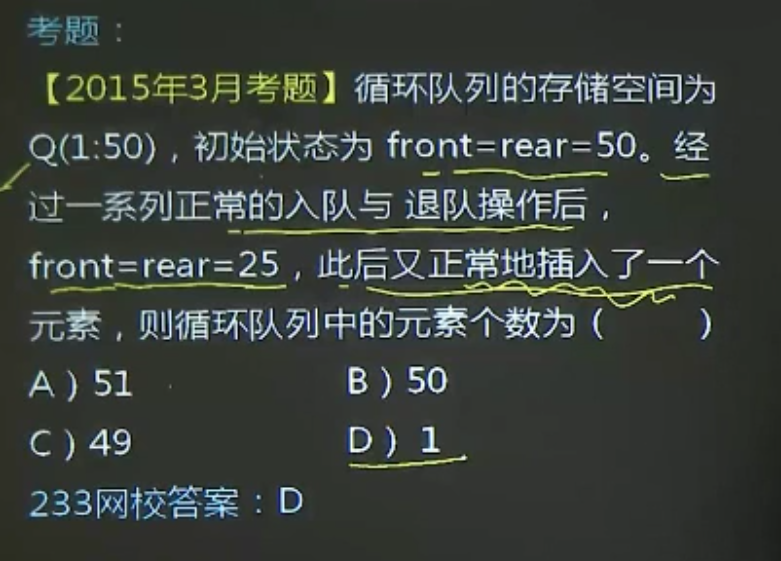 考题：
【2015年3月考题】循环队列的存储空间为
Q(1:50)，初始状态为 front=rear=50。经
过一系列正常的入队与 退队操作后，
front=rear=25，此后又正常地插入了一个
元素，则循环队列中的元素个数为（ ）
A）51 B）50
C）49 D）1
233网校答案：D